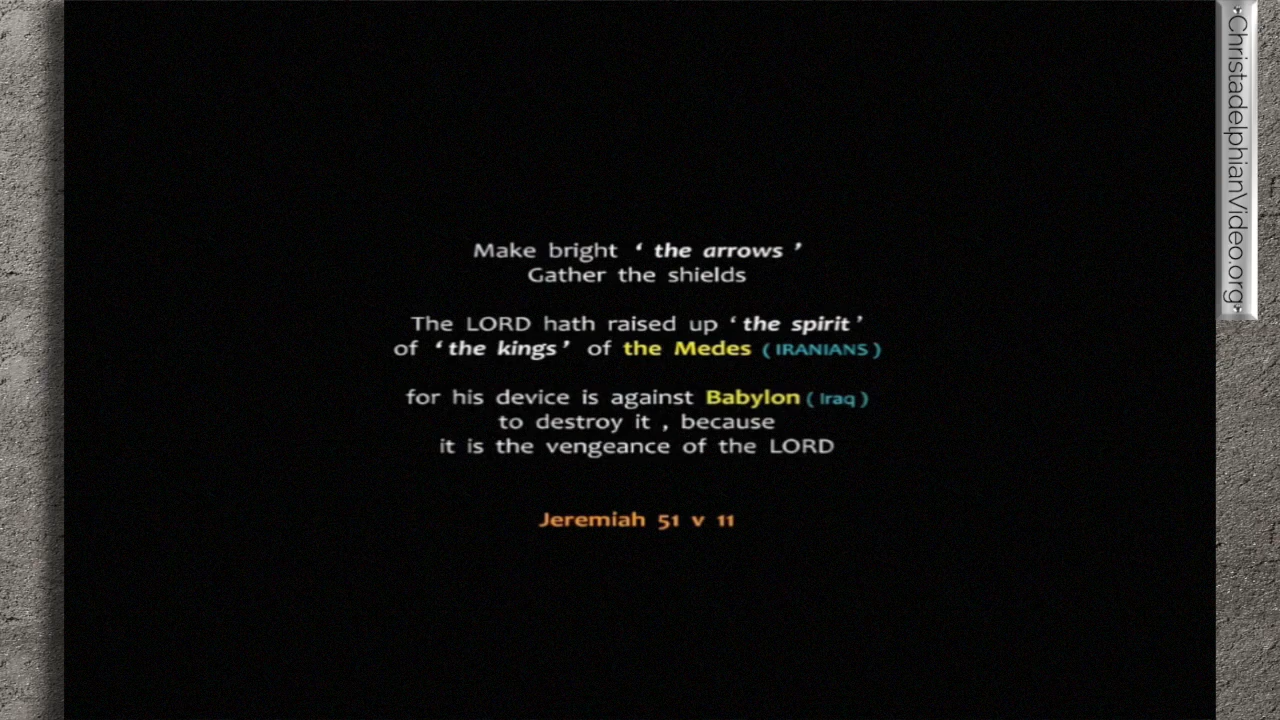 Make bright ‘ the arrows ’
Gather the shields
The LORD hath raised up ‘ the spirit ’
of ‘ the kings ’ of the Medes ( IRANIANS )
for his device is against Babylon ( Iraq )
to destroy it , because
it is the vengeance of the LORD
Jeremiah 51 v 11
ChristadelphianVideo.org